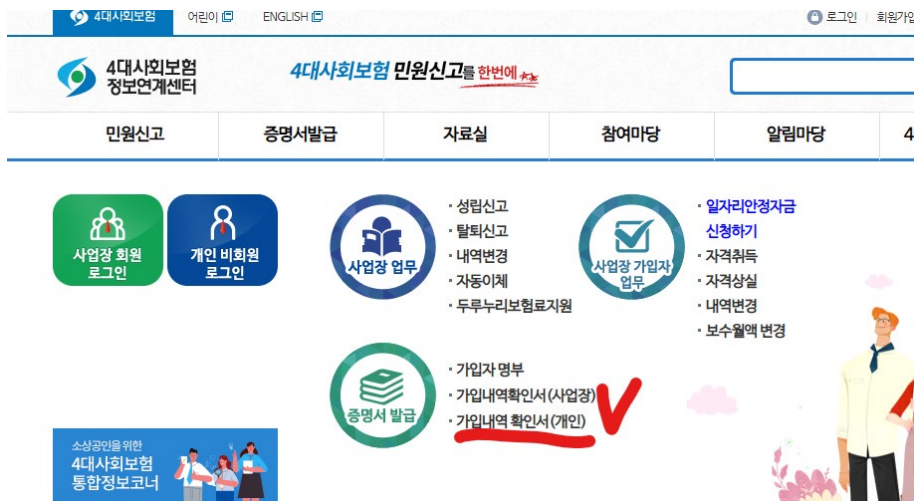 4대사회보험 어린이 ENGLISH 로그인 회원가입
4대사회보험
정보연계센터
4대사회보험 민원신고를 한번에
민원신고 증명서발급 자료실 참여마당 알림마당 4
사업장 회원
로그인
개인 비회원
로그인
사업장 업무
· 성립신고
· 탈퇴신고
· 내역변경
· 자동이체
· 두루누리보험료지원
사업장 가입자
업무
· 일자리안정자금
신청하기
· 자격취득
· 자격상실
· 내역변경
· 보수월액 변경
증명서 발급
· 가입자 명부
· 가입내역확인서(사업장)
· 가입내역 확인서(개인)
소상공인을 위한
4대사회보험
통합정보코너